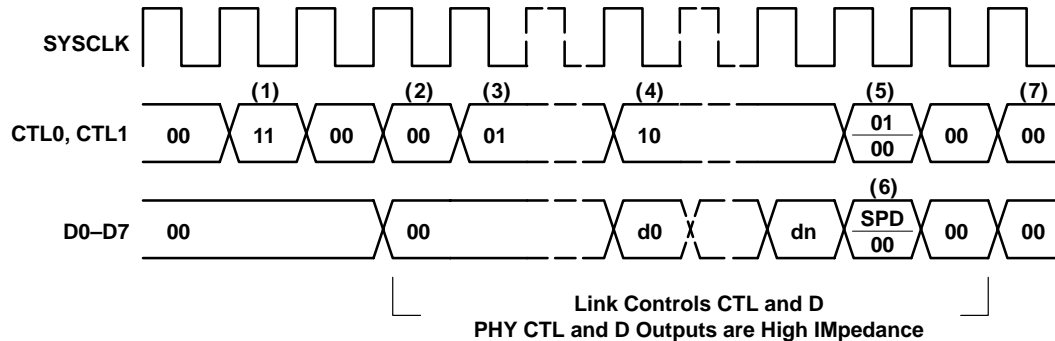 SYSCLK
(1) (2) (3) (4) (5) (7)
CTL0, CTL1 00 11 00 00 01 10 01 00 00 00
(6)
D0–D7 00 00 d0 dn SPD 00 00 00
Link Controls CTL and D
PHY CTL and D Outputs are High IMpedance